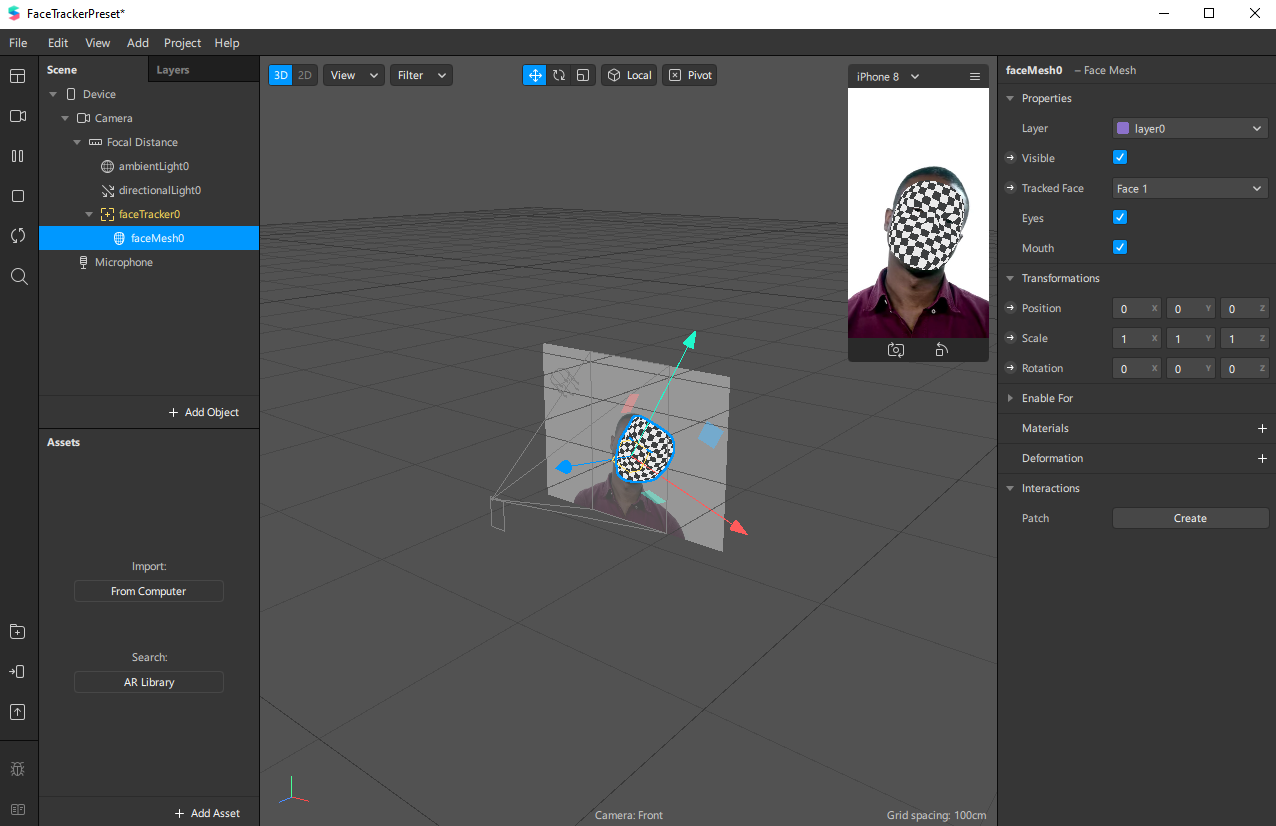 FaceTrackerPreset*
File Edit View Add Project Help
Scene Layers
Device
Camera
Focal Distance
ambientLight0
directionalLight0
faceTracker0
faceMesh0
Microphone
+ Add Object
Assets
Import:
From Computer
Search:
AR Library
+ Add Asset
3D 2D View Filter Local Pivot
iPhone 8
Camera: Front
Grid spacing: 100cm
faceMesh0 – Face Mesh
Properties
Layer layer0
Visible
Tracked Face Face 1
Eyes
Mouth
Transformations
Position 0 X 0 Y 0 Z
Scale 1 X 1 Y 1 Z
Rotation 0 X 0 Y 0 Z
Enable For
Materials +
Deformation +
Interactions
Patch Create